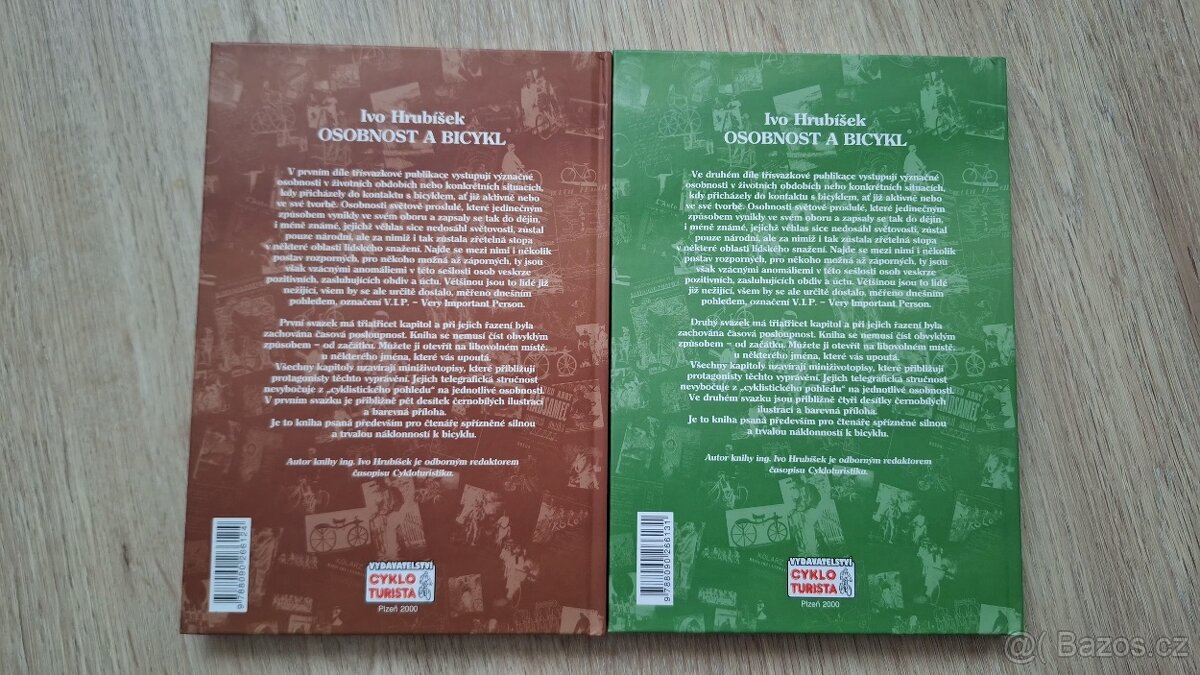 Ivo Hrubíšek
OSOBNOST A BICYKL
V prvním díle třísvazkové publikace vystupují význačné
osobnosti v životních obdobích nebo konkrétních situacích,
kdy přicházely do kontaktu s bicyklem, ať již aktivně nebo
ve své tvorbě. Osobnosti světově proslulé, které jedinečným
způsobem vynikly ve svém oboru a zapsaly se tak do dějin,
i méně známé, jejichž věhlas sice nedosáhl světovosti, zůstal
pouze národní, ale za nimiž i tak zůstala zřetelná stopa
v některé oblasti lidského snažení. Najde se mezi nimi i několik
postav rozporných, pro někoho možná až záporných, ty jsou
však vzácnými anomáliemi v této sešlosti osob veskrze
pozitivních, zasluhujících obdiv a úctu. Většinou jsou to lidé již
nežijící, všem by se ale určitě dostalo, měřeno dnešním
pohledem, označení V.I.P. – Very Important Person.
První svazek má třiatřicet kapitol a při jejich řazení byla
zachována časová posloupnost. Kniha se nemusí číst obvyklým
způsobem – od začátku. Můžete ji otevřít na libovolném místě,
u některého jména, které vás upoutá.
Všechny kapitoly uzavírají miniživotopisy, které přibližují
protagonisty těchto vyprávění. Jejich telegrafická stručnost
nevybočuje z „cyklistického pohledu“ na jednotlivé osobnosti.
V prvním svazku je přibližně pět desítek černobílých ilustrací
a barevná příloha.
Je to kniha psaná především pro čtenáře spřízněné silnou
a trvalou náklonností k bicyklu.
Autor knihy ing. Ivo Hrubíšek je odborným redaktorem
časopisu Cykloturistika.
9 788090 266124
VYDAVATELSTVÍ
CYKLO
TURISTA
Plzeň 2000
Ivo Hrubíšek
OSOBNOST A BICYKL
Ve druhém díle třísvazkové publikace vystupují význačné
osobnosti v životních obdobích nebo konkrétních situacích,
kdy přicházely do kontaktu s bicyklem, ať již aktivně nebo
ve své tvorbě. Osobnosti světově proslulé, které jedinečným
způsobem vynikly ve svém oboru a zapsaly se tak do dějin,
i méně známé, jejichž věhlas sice nedosáhl světovosti, zůstal
pouze národní, ale za nimiž i tak zůstala zřetelná stopa
v některé oblasti lidského snažení. Najde se mezi nimi i několik
postav rozporných, pro někoho možná až záporných, ty jsou
však vzácnými anomáliemi v této sešlosti osob veskrze
pozitivních, zasluhujících obdiv a úctu. Většinou jsou to lidé již
nežijící, všem by se ale určitě dostalo, měřeno dnešním
pohledem, označení V.I.P. – Very Important Person.
Druhý svazek má třiatřicet kapitol a při jejich řazení byla
zachována časová posloupnost. Kniha se nemusí číst obvyklým
způsobem – od začátku. Můžete ji otevřít na libovolném místě,
u některého jména, které vás upoutá.
Všechny kapitoly uzavírají miniživotopisy, které přibližují
protagonisty těchto vyprávění. Jejich telegrafická stručnost
nevybočuje z „cyklistického pohledu“ na jednotlivé osobnosti.
Ve druhém svazku jsou přibližně čtyři desítky černobílých
ilustrací a barevná příloha.
Je to kniha psaná především pro čtenáře spřízněné silnou
a trvalou náklonností k bicyklu.
Autor knihy ing. Ivo Hrubíšek je odborným redaktorem
časopisu Cykloturistika.
9 788090 266131
VYDAVATELSTVÍ
CYKLO
TURISTA
Plzeň 2000
@ Bazos.cz